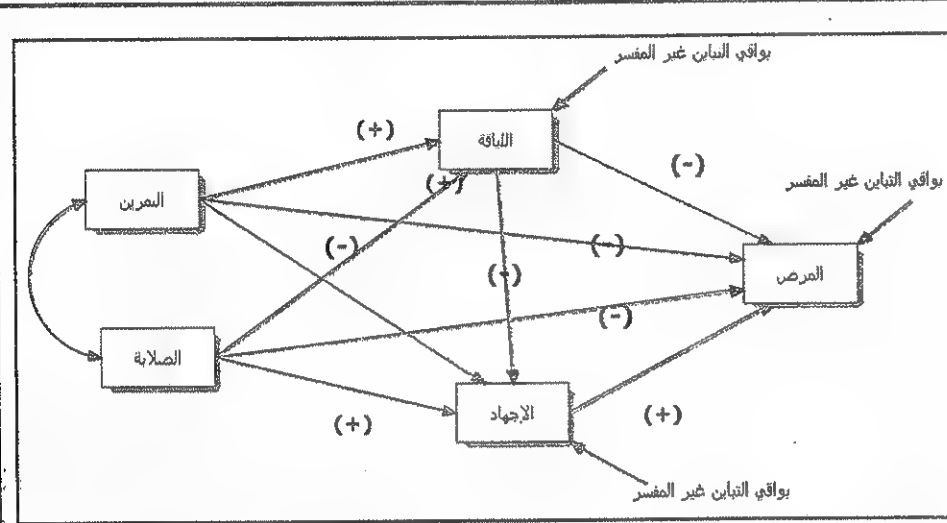 بواقي التباين غير المفسر
(+)
اللياقة
(-)
(+)
بواقي التباين غير المفسر
التمرين
(-)
(-)
المرض
(-)
(-)
الصلابة
الإجهاد
(+)
(+)
بواقي التباين غير المفسر